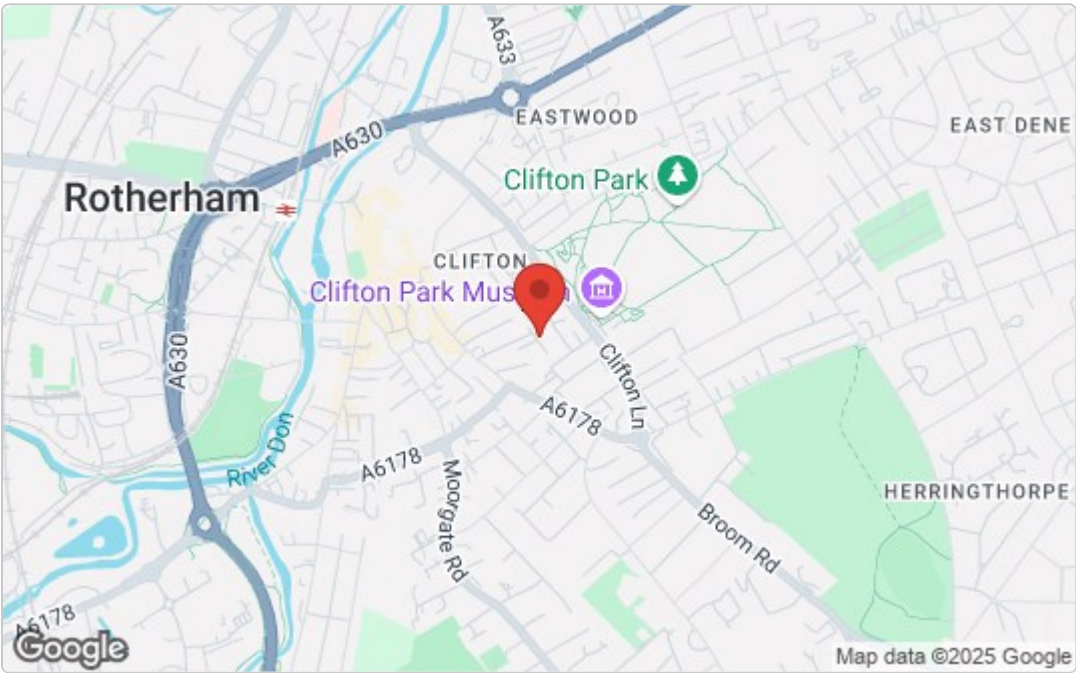 A633
EASTWOOD
A630
EAST DENE
Clifton Park
Rotherham
CLIFTON
Clifton Park Mus
A630
Clifton Ln
A6178
River Don
A6178
Moorgate Rd
HERRINGTHORPE
Broom Rd
A6178
Google
Map data ©2025 Google